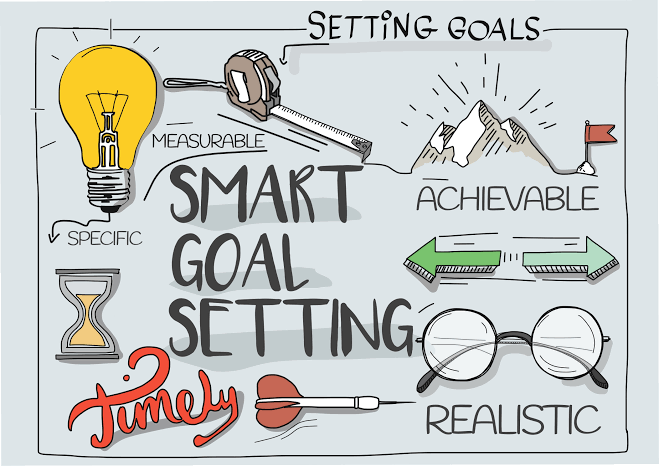 SETTING GOALS
MEASURABLE
SMART
GOAL
SETTING
ACHIEVABLE
SPECIFIC
Timely
REALISTIC